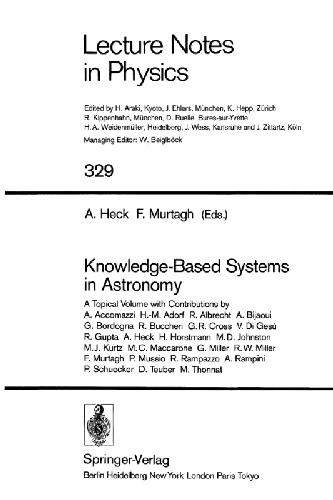 Lecture Notes
in Physics
Edited by H. Araki, Kyoto, J. Ehlers, München, K. Hepp, Zürich
R. Kippenhahn, München, D. Ruelle, Bures-sur-Yvette
H.A. Weidenmüller, Heidelberg, J. Wess, Karlsruhe and J. Zittartz, Köln
Managing Editor: W. Beiglböck
329
A. Heck F. Murtagh (Eds.)
Knowledge-Based Systems
in Astronomy
A Topical Volume with Contributions by
A. Accomazzi H.-M. Adorf R. Albrecht A. Bijaoui
G. Bordogna R. Buccheri G.R. Cross V. Di Gesù
R. Gupta A. Heck H. Horstmann M.D. Johnston
M.J. Kurtz M.C. Maccarone G. Miller R.W. Miller
F. Murtagh P. Mussio R. Rampazzo A. Rampini
P. Schuecker D. Teuber M. Thonnat
Springer-Verlag
Berlin Heidelberg New York London Paris Tokyo